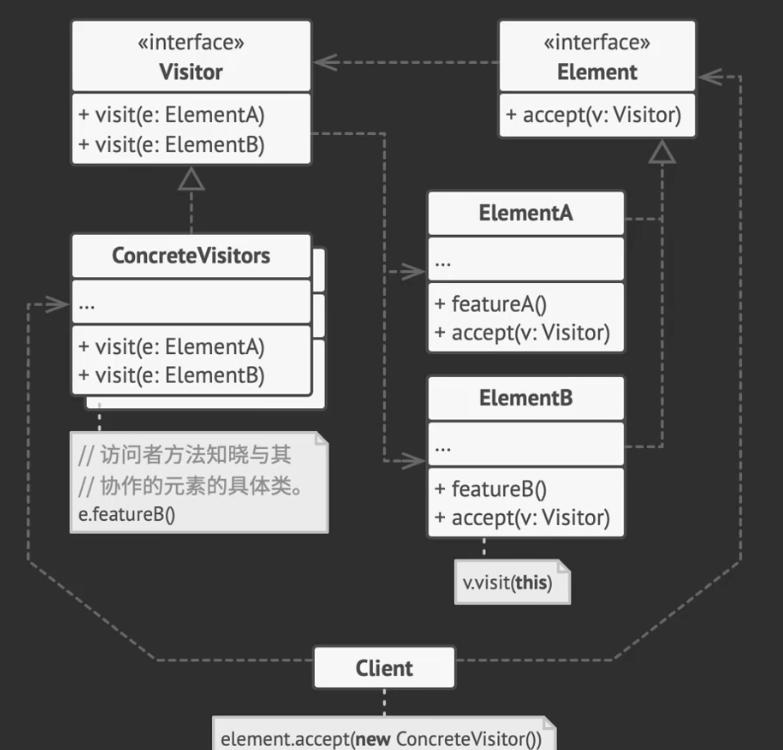 «interface»
Visitor
+ visit(e: ElementA)
+ visit(e: ElementB)
«interface»
Element
+ accept(v: Visitor)
ConcreteVisitors
...
+ visit(e: ElementA)
+ visit(e: ElementB)
// 访问者方法知晓与其
// 协作的元素的具体类。
e.featureB()
ElementA
...
+ featureA()
+ accept(v: Visitor)
ElementB
...
+ featureB()
+ accept(v: Visitor)
v.visit(this)
Client
element.accept(new ConcreteVisitor())